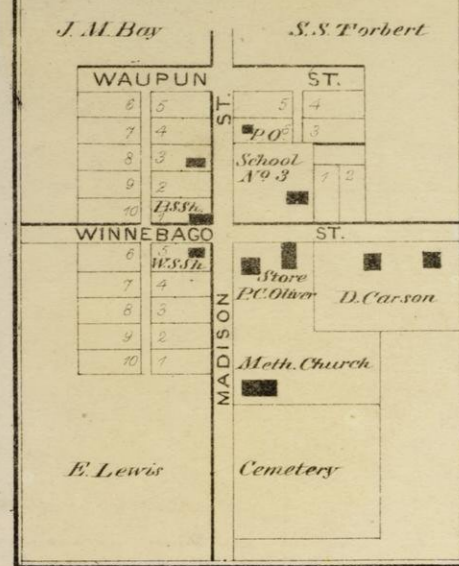 J. M. Bay
S. S. Torbert
WAUPUN ST.
6 5
7 4
8 3
9 2
10 1
B.S.Sh.
ST.
5 4
P.O. 6 3
School
No. 3
1 2
WINNEBAGO ST.
6 5
W.S.Sh.
7 4
8 3
9 2
10 1
Store
P.C. Oliver
D. Carson
MADISON
Meth. Church
E. Lewis
Cemetery